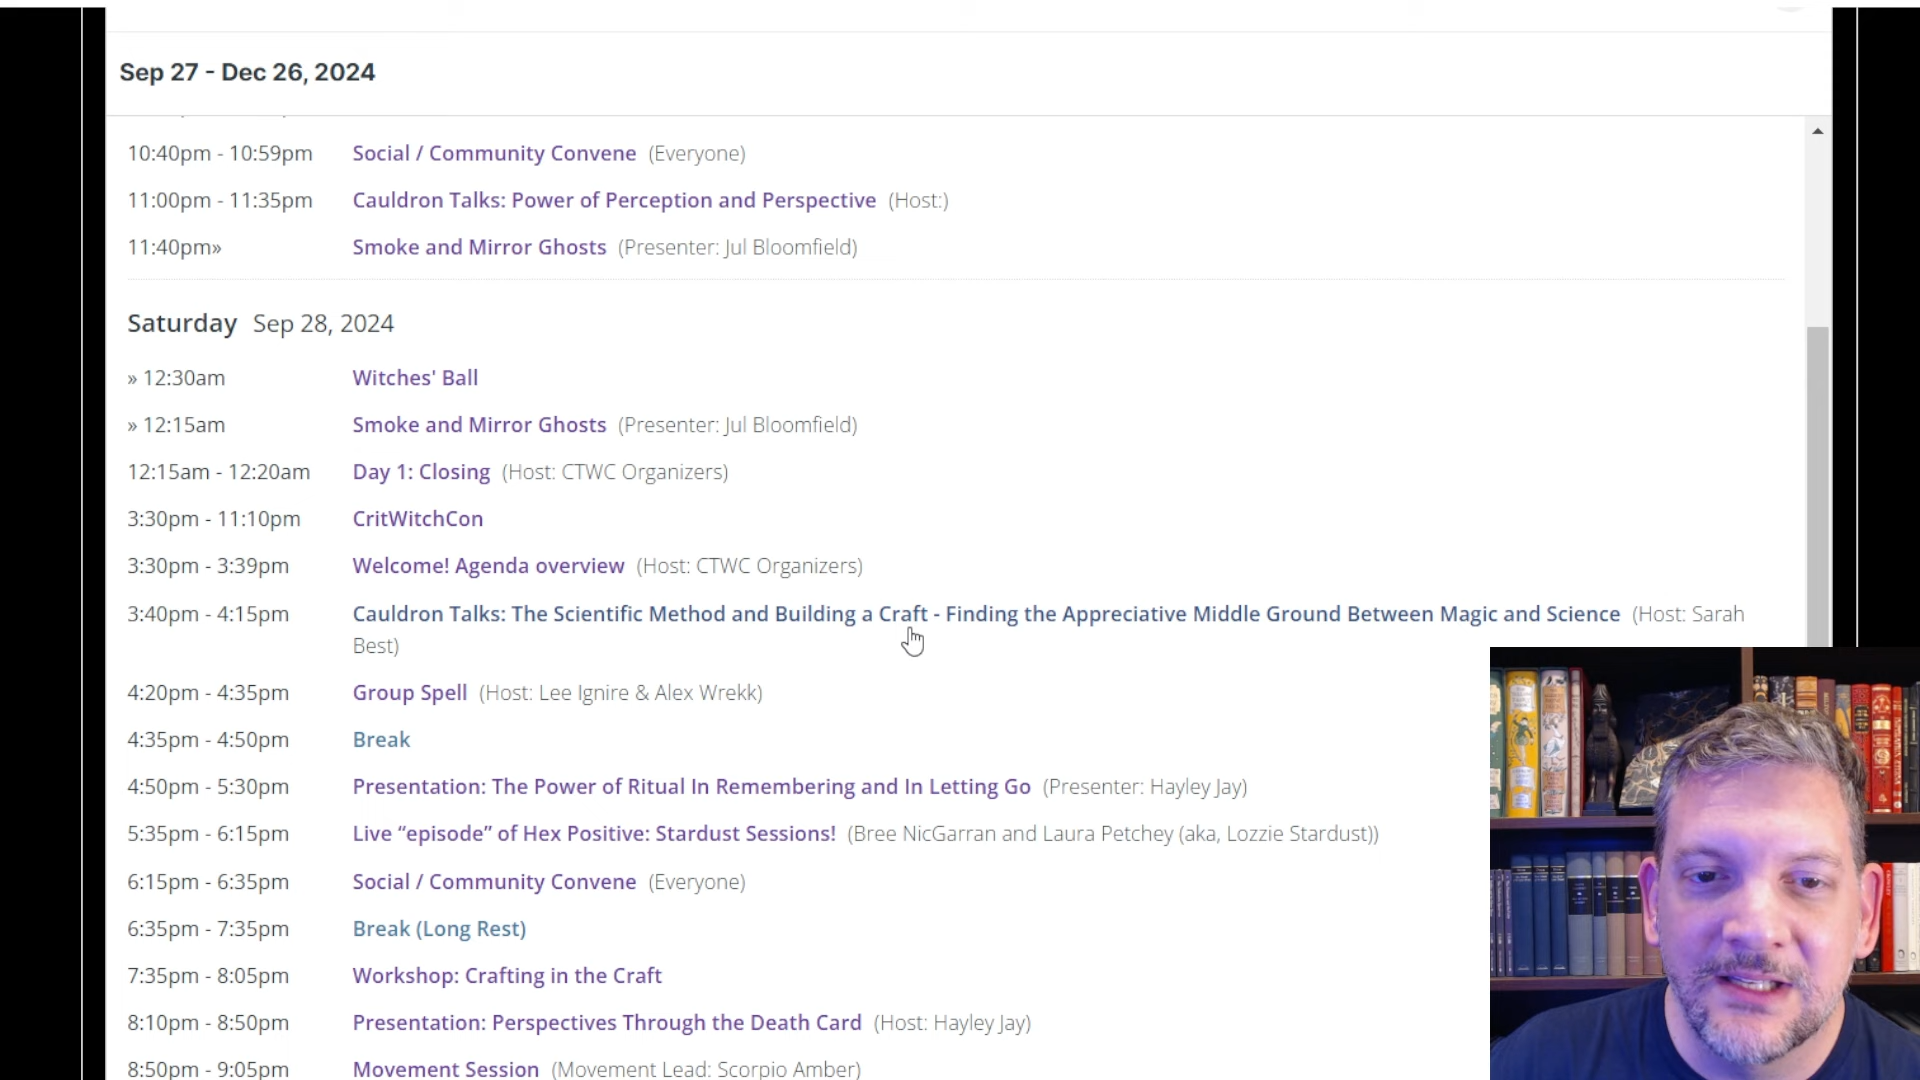 Sep 27 - Dec 26, 2024
10:40pm - 10:59pm Social / Community Convene (Everyone)
11:00pm - 11:35pm Cauldron Talks: Power of Perception and Perspective (Host:)
11:40pm» Smoke and Mirror Ghosts (Presenter: Jul Bloomfield)
Saturday Sep 28, 2024
» 12:30am Witches' Ball
» 12:15am Smoke and Mirror Ghosts (Presenter: Jul Bloomfield)
12:15am - 12:20am Day 1: Closing (Host: CTWC Organizers)
3:30pm - 11:10pm CritWitchCon
3:30pm - 3:39pm Welcome! Agenda overview (Host: CTWC Organizers)
3:40pm - 4:15pm Cauldron Talks: The Scientific Method and Building a Craft - Finding the Appreciative Middle Ground Between Magic and Science (Host: Sarah
Best)
4:20pm - 4:35pm Group Spell (Host: Lee Ignire & Alex Wrekk)
4:35pm - 4:50pm Break
4:50pm - 5:30pm Presentation: The Power of Ritual In Remembering and In Letting Go (Presenter: Hayley Jay)
5:35pm - 6:15pm Live “episode” of Hex Positive: Stardust Sessions! (Bree NicGarran and Laura Petchey (aka, Lozzie Stardust))
6:15pm - 6:35pm Social / Community Convene (Everyone)
6:35pm - 7:35pm Break (Long Rest)
7:35pm - 8:05pm Workshop: Crafting in the Craft
8:10pm - 8:50pm Presentation: Perspectives Through the Death Card (Host: Hayley Jay)
8:50pm - 9:05pm Movement Session (Movement Lead: Scorpio Amber)